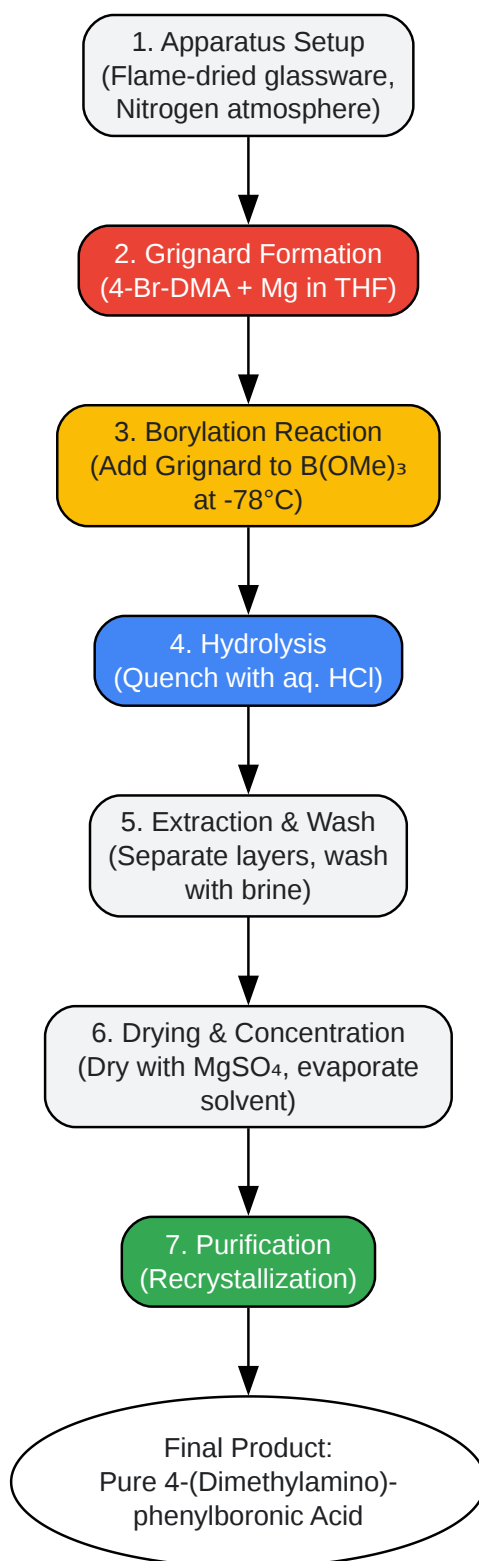 1. Apparatus Setup
(Flame-dried glassware,
Nitrogen atmosphere)
2. Grignard Formation
(4-Br-DMA + Mg in THF)
3. Borylation Reaction
(Add Grignard to B(OMe)₃
at -78°C)
4. Hydrolysis
(Quench with aq. HCl)
5. Extraction & Wash
(Separate layers, wash
with brine)
6. Drying & Concentration
(Dry with MgSO₄, evaporate
solvent)
7. Purification
(Recrystallization)
Final Product:
Pure 4-(Dimethylamino)-
phenylboronic Acid